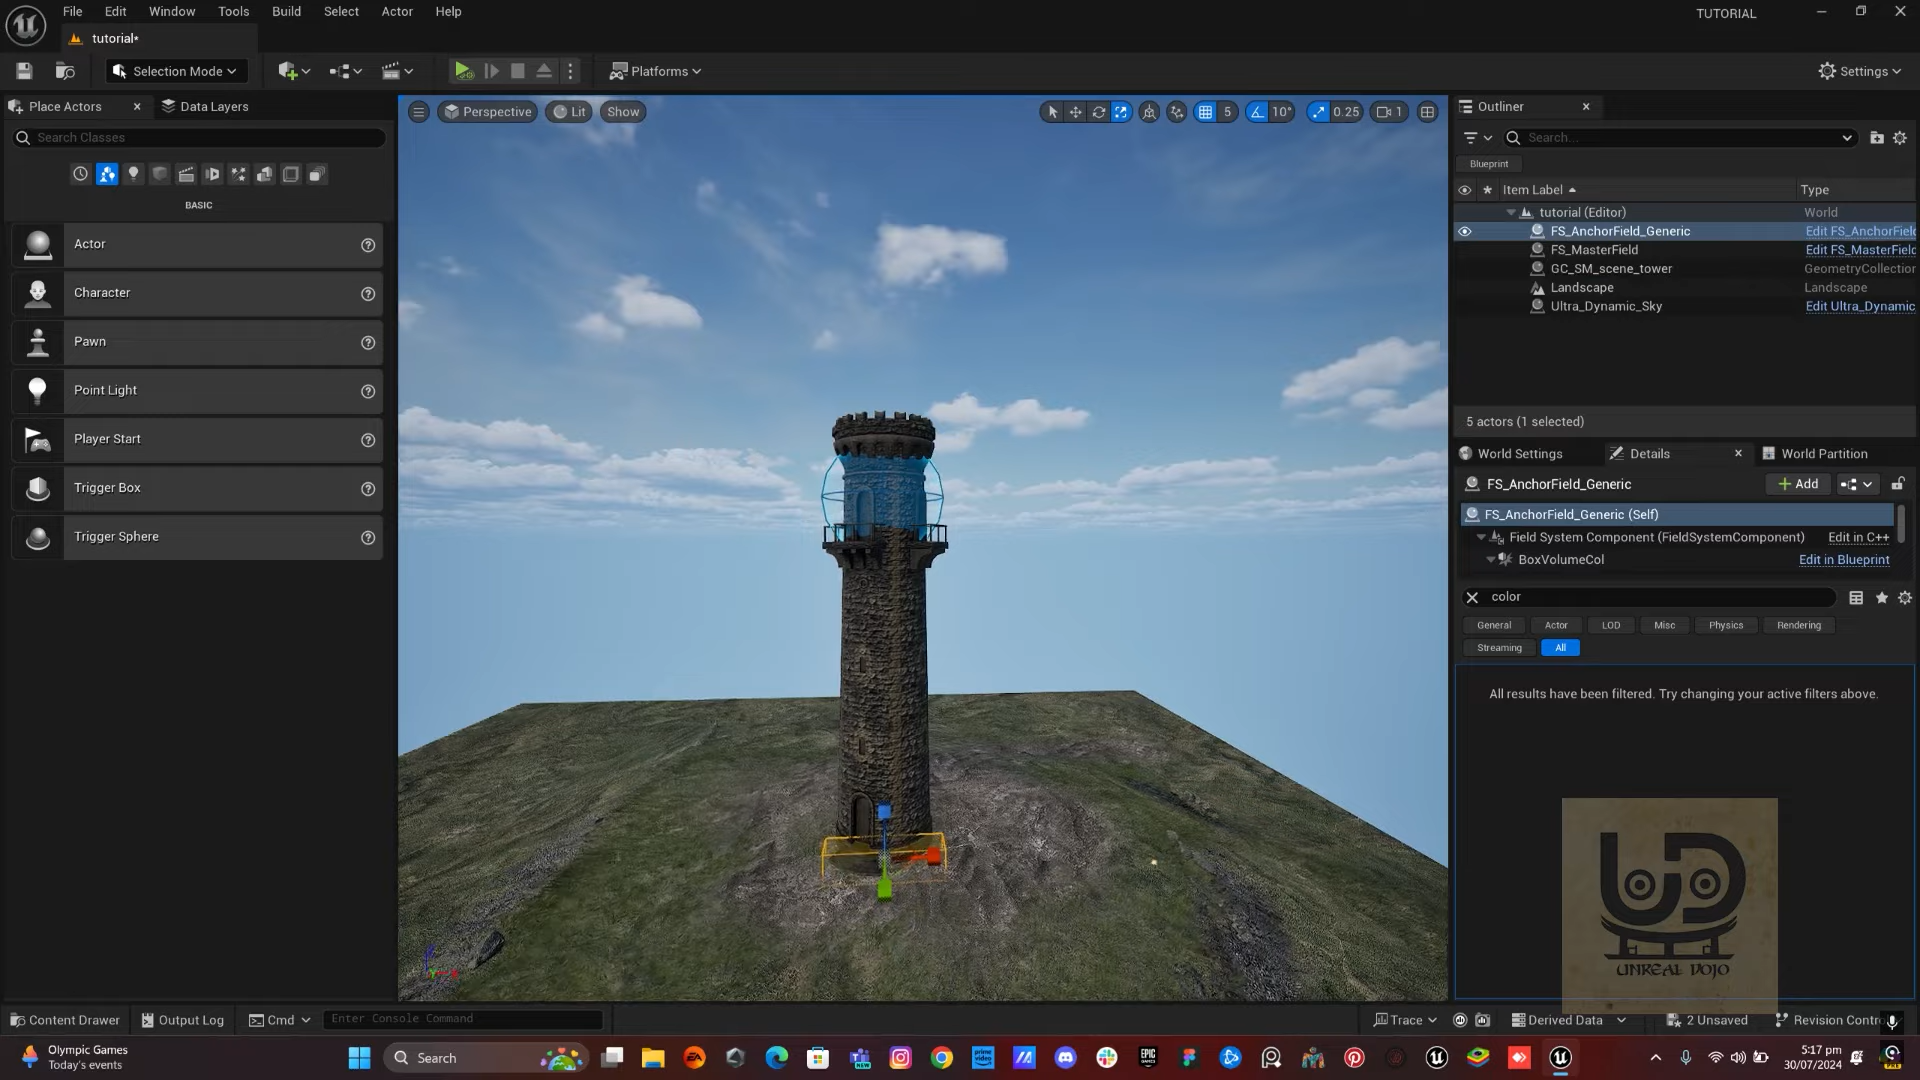 File Edit Window Tools Build Select Actor Help
TUTORIAL
tutorial*
Selection Mode
Platforms
Settings
Place Actors
Data Layers
Search Classes
BASIC
Actor
Character
Pawn
Point Light
Player Start
Trigger Box
Trigger Sphere
Perspective Lit Show
5 10° 0.25 1
Outliner
Search...
Blueprint
Item Label Type
tutorial (Editor) World
FS_AnchorField_Generic Edit FS_AnchorField
FS_MasterField Edit FS_MasterField
GC_SM_scene_tower GeometryCollection
Landscape Landscape
Ultra_Dynamic_Sky Edit Ultra_Dynamic
5 actors (1 selected)
World Settings Details World Partition
FS_AnchorField_Generic Add
FS_AnchorField_Generic (Self)
Field System Component (FieldSystemComponent) Edit in C++
BoxVolumeCol Edit in Blueprint
color
General Actor LOD Misc Physics Rendering
Streaming All
All results have been filtered. Try changing your active filters above.
UNREAL DOJO
Content Drawer Output Log Cmd Enter Console Command
Trace Derived Data 2 Unsaved Revision Contro
Olympic Games
Today's events
Search
5:17 pm
30/07/2024